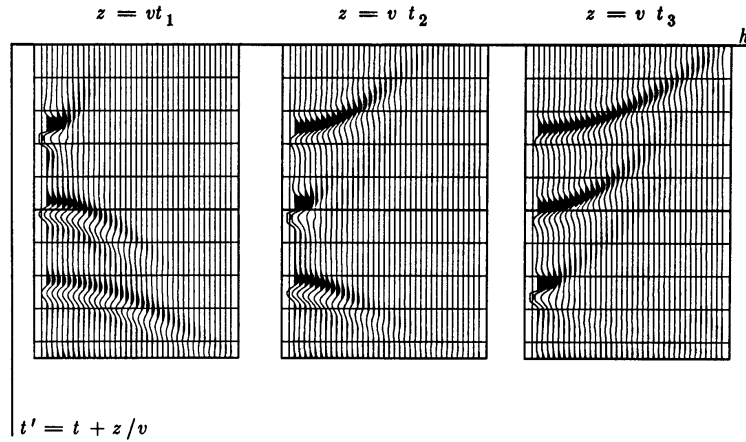 z = vt₁
z = v t₂
z = v t₃
h
t' = t + z/v